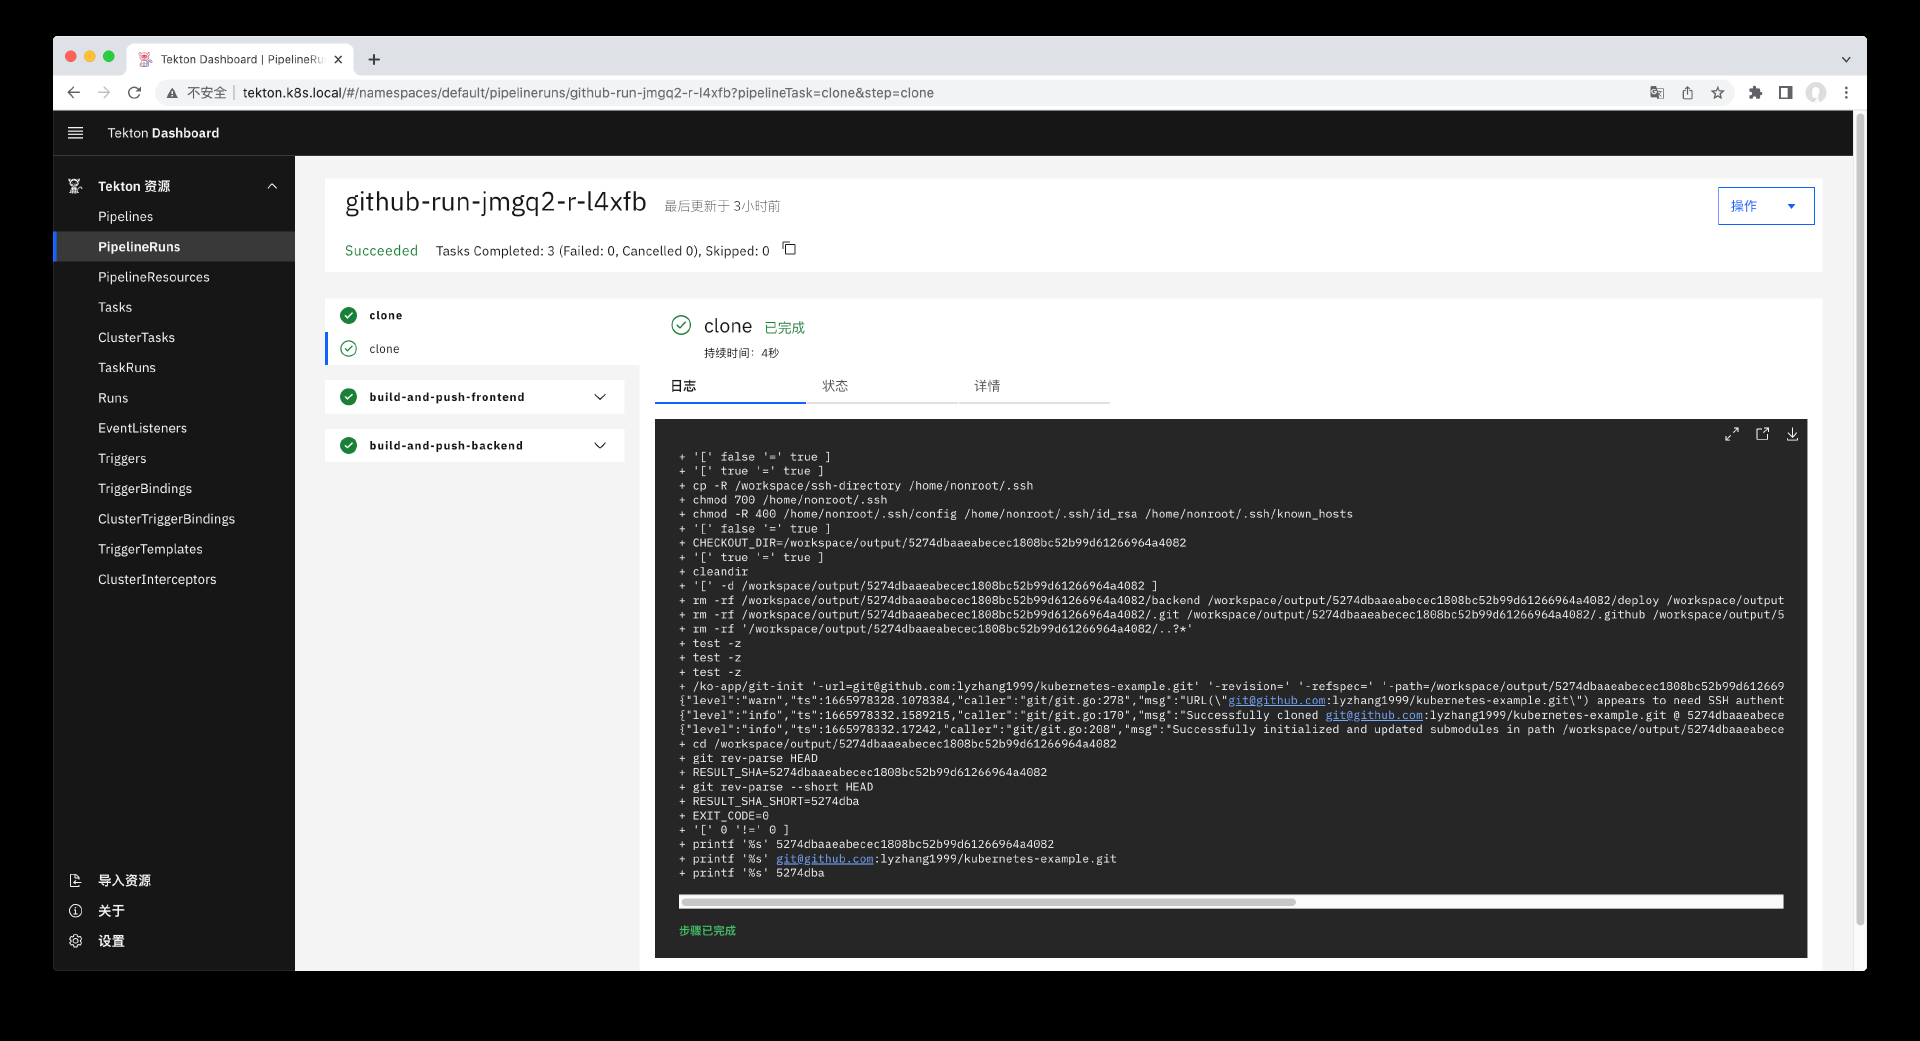 Tekton Dashboard | PipelineRu
不安全 tekton.k8s.local/#/namespaces/default/pipelineruns/github-run-jmgq2-r-l4xfb?pipelineTask=clone&step=clone
Tekton Dashboard
Tekton 资源
Pipelines
PipelineRuns
PipelineResources
Tasks
ClusterTasks
TaskRuns
Runs
EventListeners
Triggers
TriggerBindings
ClusterTriggerBindings
TriggerTemplates
ClusterInterceptors
导入资源
关于
设置
github-run-jmgq2-r-l4xfb 最后更新于 3小时前
操作
Succeeded Tasks Completed: 3 (Failed: 0, Cancelled 0), Skipped: 0
clone
clone
build-and-push-frontend
build-and-push-backend
clone 已完成
持续时间: 4秒
日志 状态 详情
+ '[' false '=' true ]
+ '[' true '=' true ]
+ cp -R /workspace/ssh-directory /home/nonroot/.ssh
+ chmod 700 /home/nonroot/.ssh
+ chmod -R 400 /home/nonroot/.ssh/config /home/nonroot/.ssh/id_rsa /home/nonroot/.ssh/known_hosts
+ '[' false '=' true ]
+ CHECKOUT_DIR=/workspace/output/5274dbaaeabecec1808bc52b99d61266964a4082
+ '[' true '=' true ]
+ cleandir
+ '[' -d /workspace/output/5274dbaaeabecec1808bc52b99d61266964a4082 ]
+ rm -rf /workspace/output/5274dbaaeabecec1808bc52b99d61266964a4082/backend /workspace/output/5274dbaaeabecec1808bc52b99d61266964a4082/deploy /workspace/output
+ rm -rf /workspace/output/5274dbaaeabecec1808bc52b99d61266964a4082/.git /workspace/output/5274dbaaeabecec1808bc52b99d61266964a4082/.github /workspace/output/5
+ rm -rf '/workspace/output/5274dbaaeabecec1808bc52b99d61266964a4082/..?*'
+ test -z
+ test -z
+ test -z
+ /ko-app/git-init '-url=git@github.com:lyzhang1999/kubernetes-example.git' '-revision=' '-refspec=' '-path=/workspace/output/5274dbaaeabecec1808bc52b99d612669
{"level":"warn","ts":1665978328.1078384,"caller":"git/git.go:278","msg":"URL(\"git@github.com:lyzhang1999/kubernetes-example.git\") appears to need SSH authent
{"level":"info","ts":1665978332.1589215,"caller":"git/git.go:170","msg":"Successfully cloned git@github.com:lyzhang1999/kubernetes-example.git @ 5274dbaaeabece
{"level":"info","ts":1665978332.17242,"caller":"git/git.go:208","msg":"Successfully initialized and updated submodules in path /workspace/output/5274dbaaeabece
+ cd /workspace/output/5274dbaaeabecec1808bc52b99d61266964a4082
+ git rev-parse HEAD
+ RESULT_SHA=5274dbaaeabecec1808bc52b99d61266964a4082
+ git rev-parse --short HEAD
+ RESULT_SHA_SHORT=5274dba
+ EXIT_CODE=0
+ '[' 0 '!=' 0 ]
+ printf '%s' 5274dbaaeabecec1808bc52b99d61266964a4082
+ printf '%s' git@github.com:lyzhang1999/kubernetes-example.git
+ printf '%s' 5274dba
步骤已完成